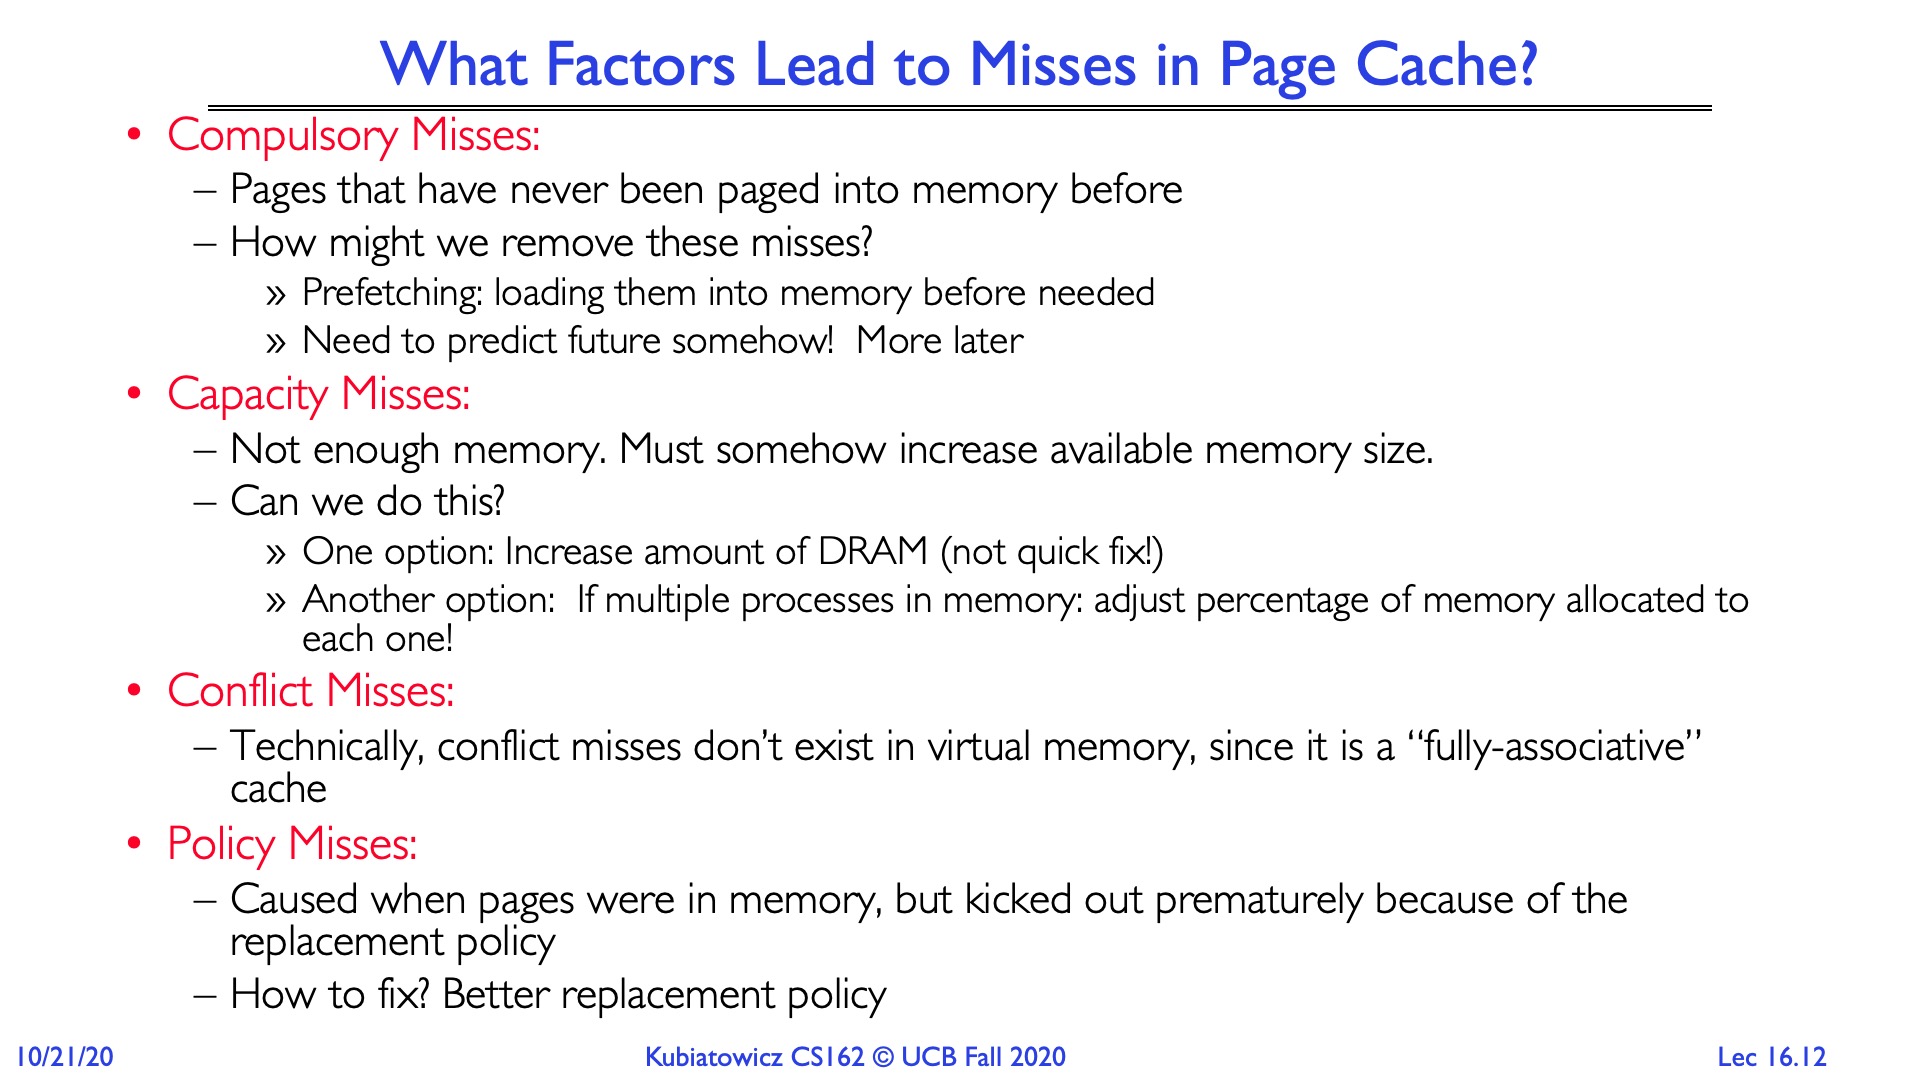 What Factors Lead to Misses in Page Cache?
• Compulsory Misses:
– Pages that have never been paged into memory before
– How might we remove these misses?
» Prefetching: loading them into memory before needed
» Need to predict future somehow!  More later
• Capacity Misses:
– Not enough memory. Must somehow increase available memory size.
– Can we do this?
» One option: Increase amount of DRAM (not quick fix!)
» Another option:  If multiple processes in memory: adjust percentage of memory allocated to
each one!
• Conflict Misses:
– Technically, conflict misses don’t exist in virtual memory, since it is a “fully-associative”
cache
• Policy Misses:
– Caused when pages were in memory, but kicked out prematurely because of the
replacement policy
– How to fix? Better replacement policy
10/21/20
Kubiatowicz CS162 © UCB Fall 2020
Lec 16.12